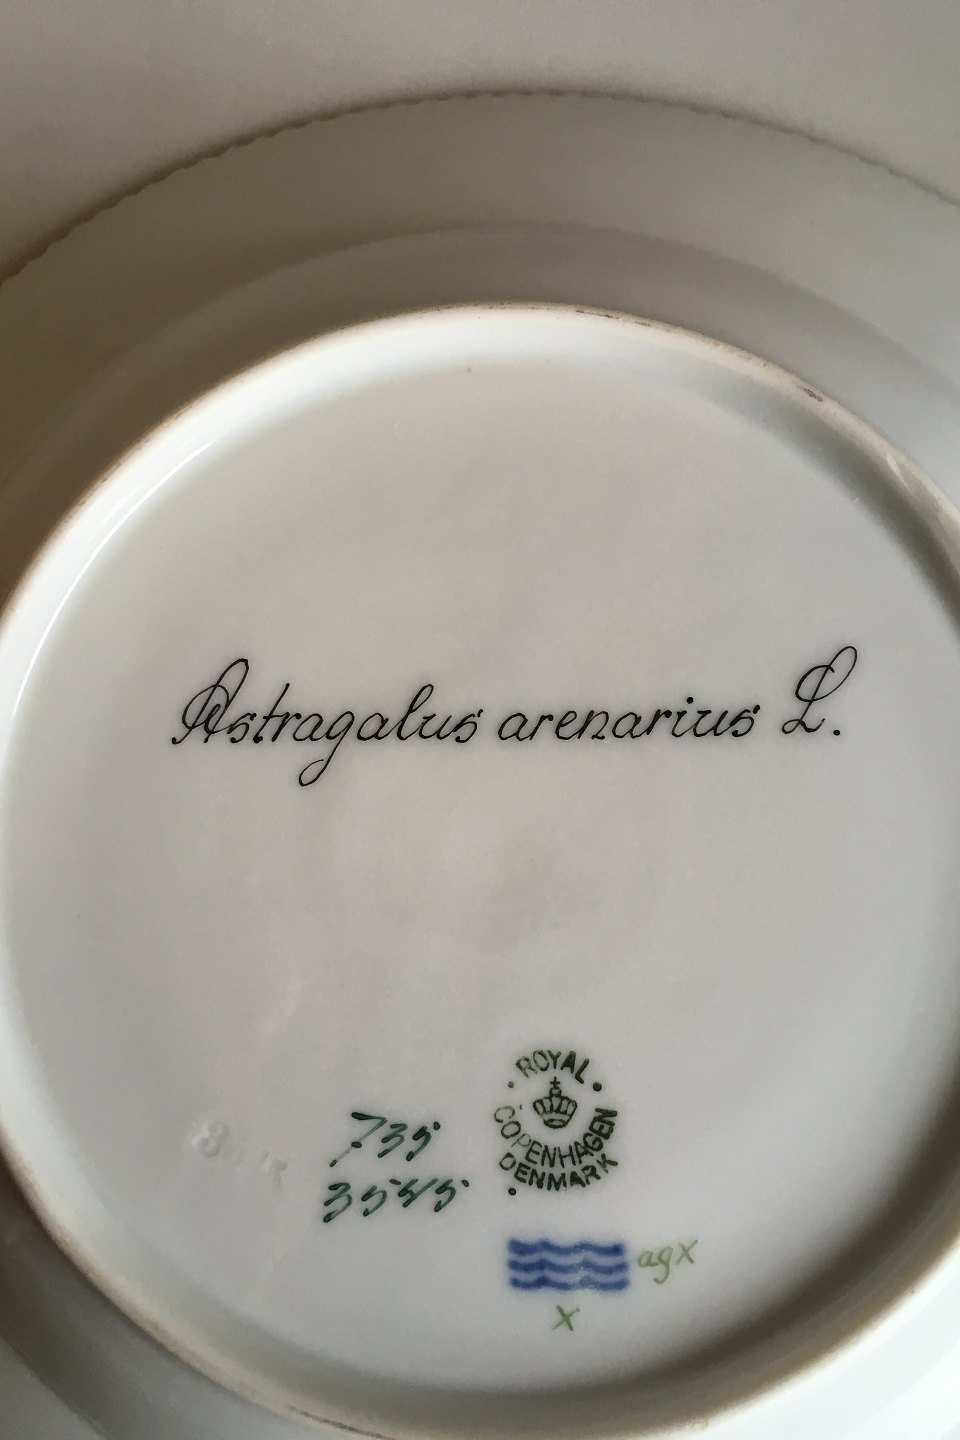 Astragalus arenarius L.
735
3545
ROYAL
COPENHAGEN
DENMARK
agx
x